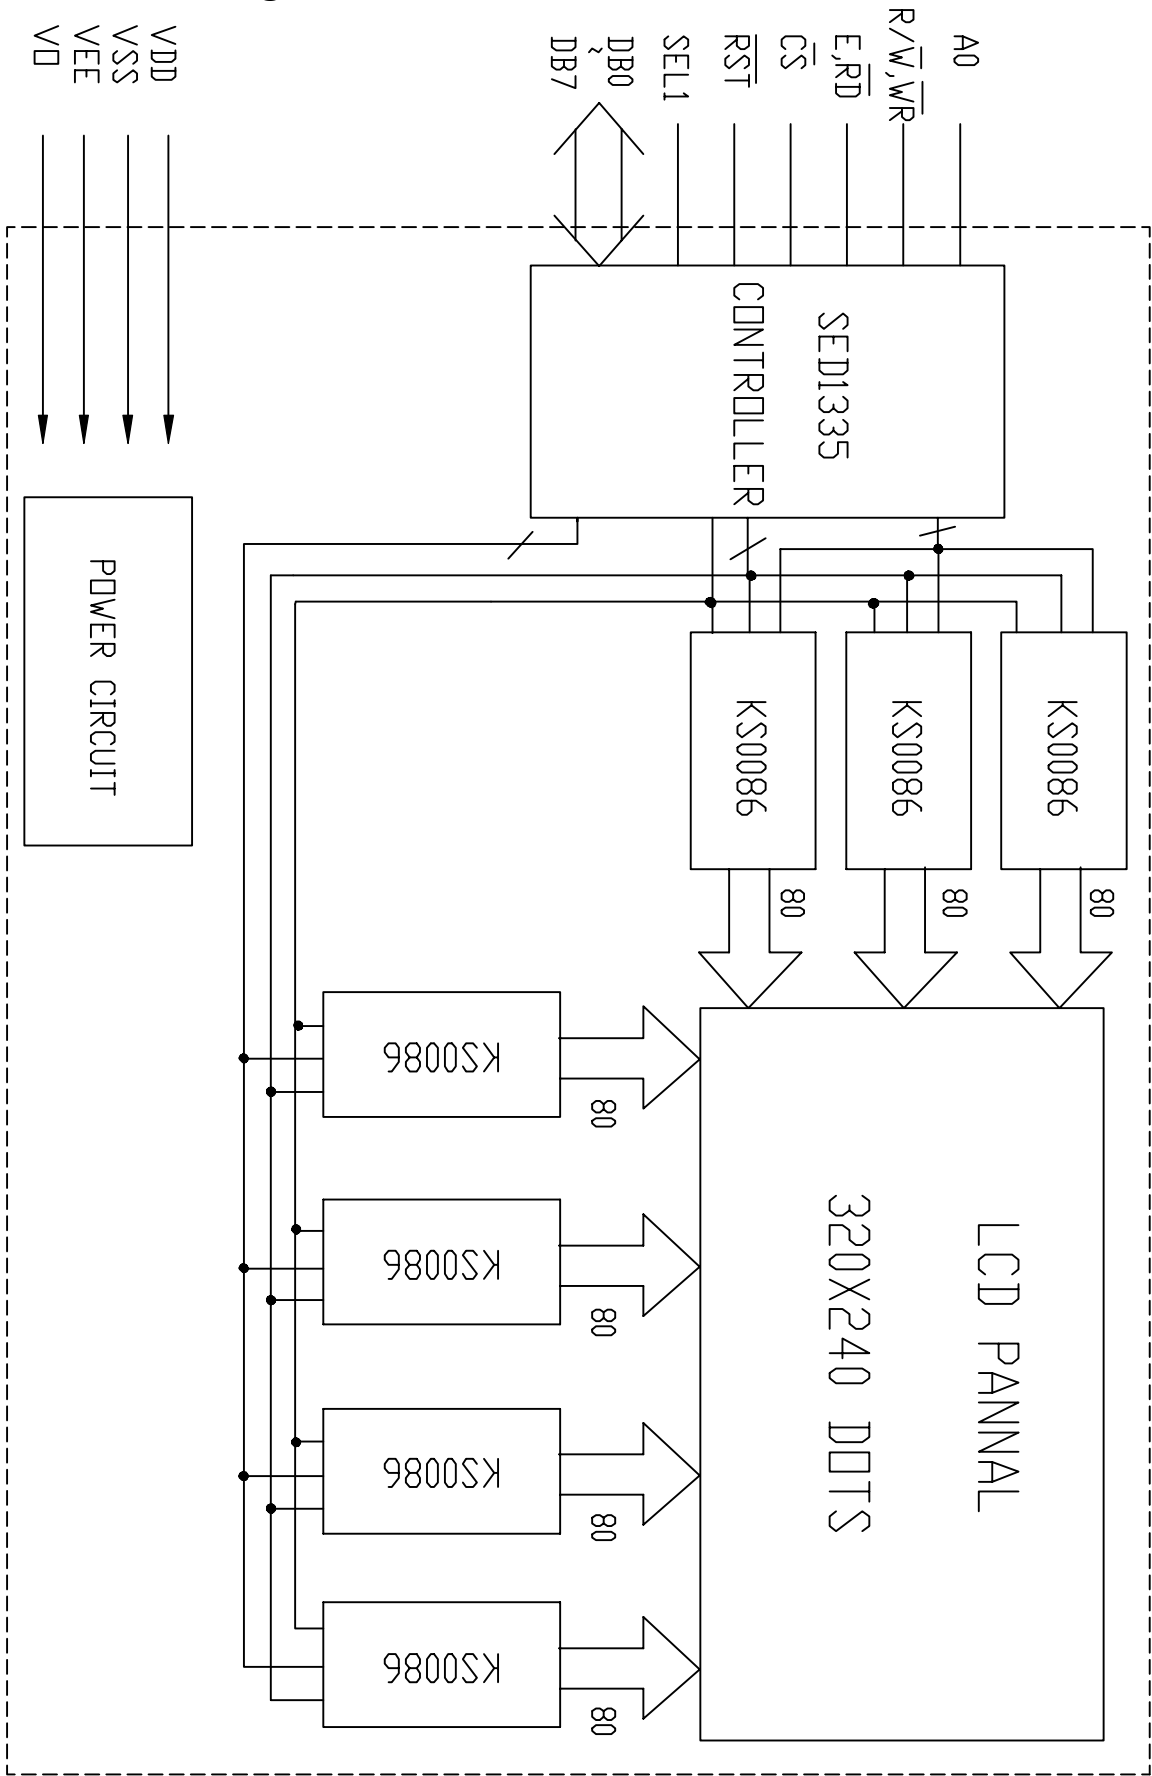 A0
R/W,WR
E,RD
CS
RST
SEL1
DB0
~
DB7
VDD
VSS
VEE
VO
SED1335
CONTROLLER
KS0086
80
KS0086
80
KS0086
80
LCD PANNAL
320X240 DOTS
KS0086
80
KS0086
80
KS0086
80
KS0086
80
POWER CIRCUIT